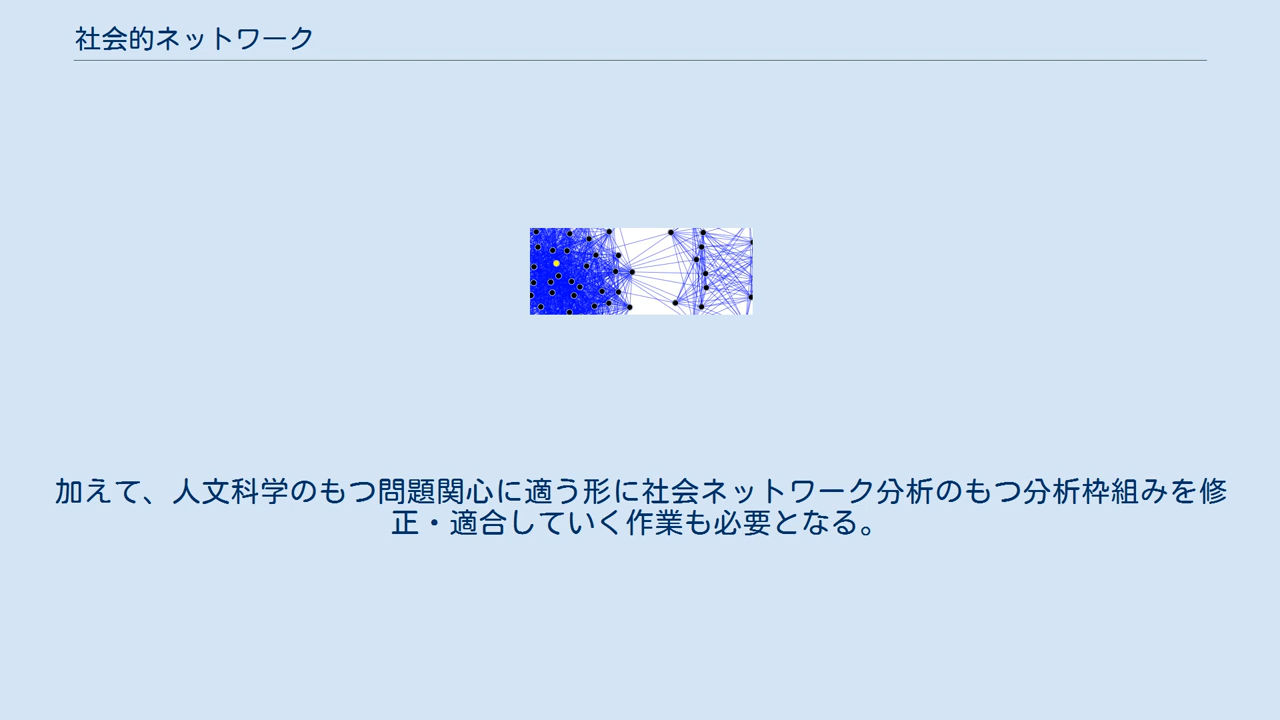 社会的ネットワーク
加えて、人文科学のもつ問題関心に適う形に社会ネットワーク分析のもつ分析枠組みを修
正・適合していく作業も必要となる。